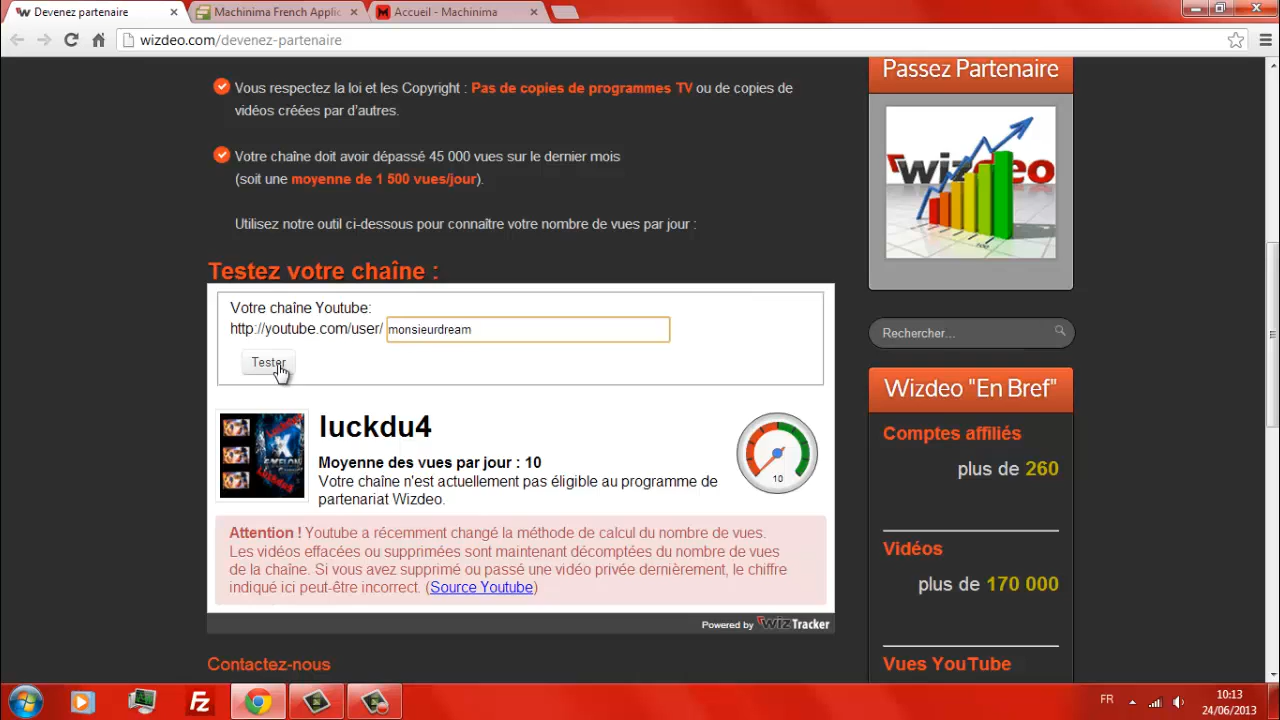 Devenez partenaire
Machinima French Applic
Accueil - Machinima
wizdeo.com/devenez-partenaire
Vous respectez la loi et les Copyright : Pas de copies de programmes TV ou de copies de
vidéos créées par d'autres.
Votre chaîne doit avoir dépassé 45 000 vues sur le dernier mois
(soit une moyenne de 1 500 vues/jour).
Utilisez notre outil ci-dessous pour connaître votre nombre de vues par jour :
Testez votre chaîne :
Votre chaîne Youtube:
http://youtube.com/user/ monsieurdream
Tester
luckdu4
Moyenne des vues par jour : 10
Votre chaîne n'est actuellement pas éligible au programme de
partenariat Wizdeo.
10
Attention ! Youtube a récemment changé la méthode de calcul du nombre de vues.
Les vidéos effacées ou supprimées sont maintenant décomptées du nombre de vues
de la chaîne. Si vous avez supprimé ou passé une vidéo privée dernièrement, le chiffre
indiqué ici peut-être incorrect. (Source Youtube)
Powered by WizTracker
Contactez-nous
Passez Partenaire
wizdeo
Rechercher...
Wizdeo "En Bref"
Comptes affiliés
plus de 260
Vidéos
plus de 170 000
Vues YouTube
FR
10:13
24/06/2013